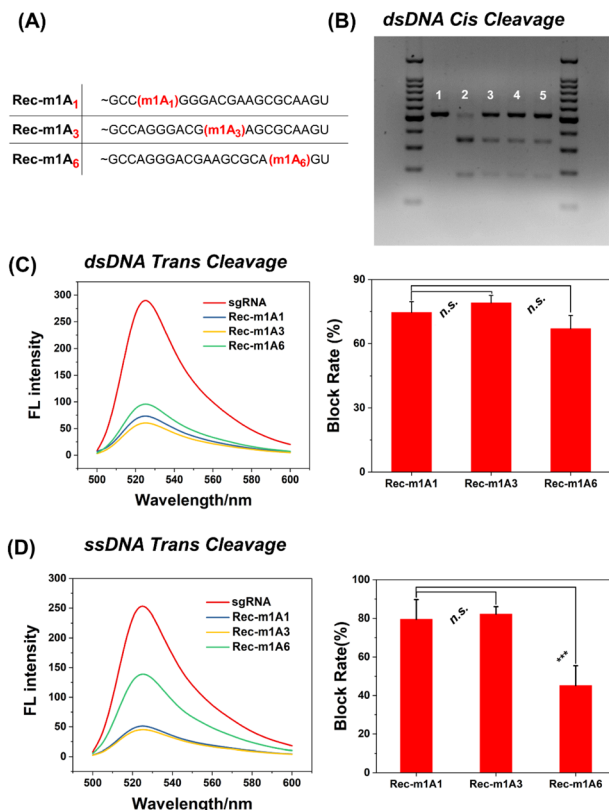 (A)
Rec-m1A1 ~GCC(m1A1)GGGACGAAGCGCAAGU
Rec-m1A3 ~GCCAGGGACG(m1A3)AGCGCAAGU
Rec-m1A6 ~GCCAGGGACGAAGCGCA(m1A6)GU
(B)
dsDNA Cis Cleavage
1 2 3 4 5
(C)
dsDNA Trans Cleavage
300
250
200
150
100
50
0
FL intensity
sgRNA
Rec-m1A1
Rec-m1A3
Rec-m1A6
500 520 540 560 580 600
Wavelength/nm
90
60
30
0
Block Rate (%)
n.s.
n.s.
Rec-m1A1 Rec-m1A3 Rec-m1A6
(D)
ssDNA Trans Cleavage
300
250
200
150
100
50
0
FL intensity
sgRNA
Rec-m1A1
Rec-m1A3
Rec-m1A6
500 520 540 560 580 600
Wavelength/nm
100
80
60
40
20
0
Block Rate(%)
n.s.
***
Rec-m1A1 Rec-m1A3 Rec-m1A6